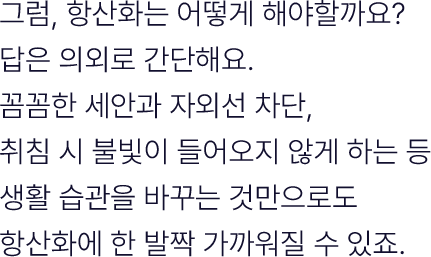 그럼, 항산화는 어떻게 해야할까요?
답은 의외로 간단해요.
꼼꼼한 세안과 자외선 차단,
취침 시 불빛이 들어오지 않게 하는 등
생활 습관을 바꾸는 것만으로도
항산화에 한 발짝 가까워질 수 있죠.